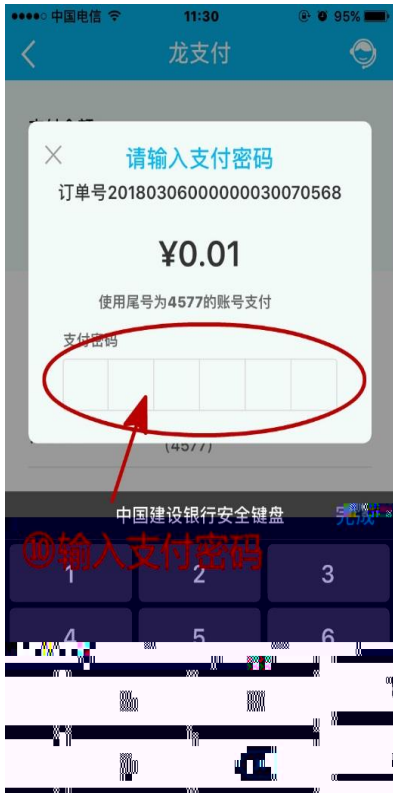 中国电信 11:30 95%
龙支付
请输入支付密码
订单号20180306000000030070568
¥0.01
使用尾号为4577的账号支付
支付密码
(4577)
中国建设银行安全键盘 完成
⑩输入支付密码
1 2 3
4 5 6